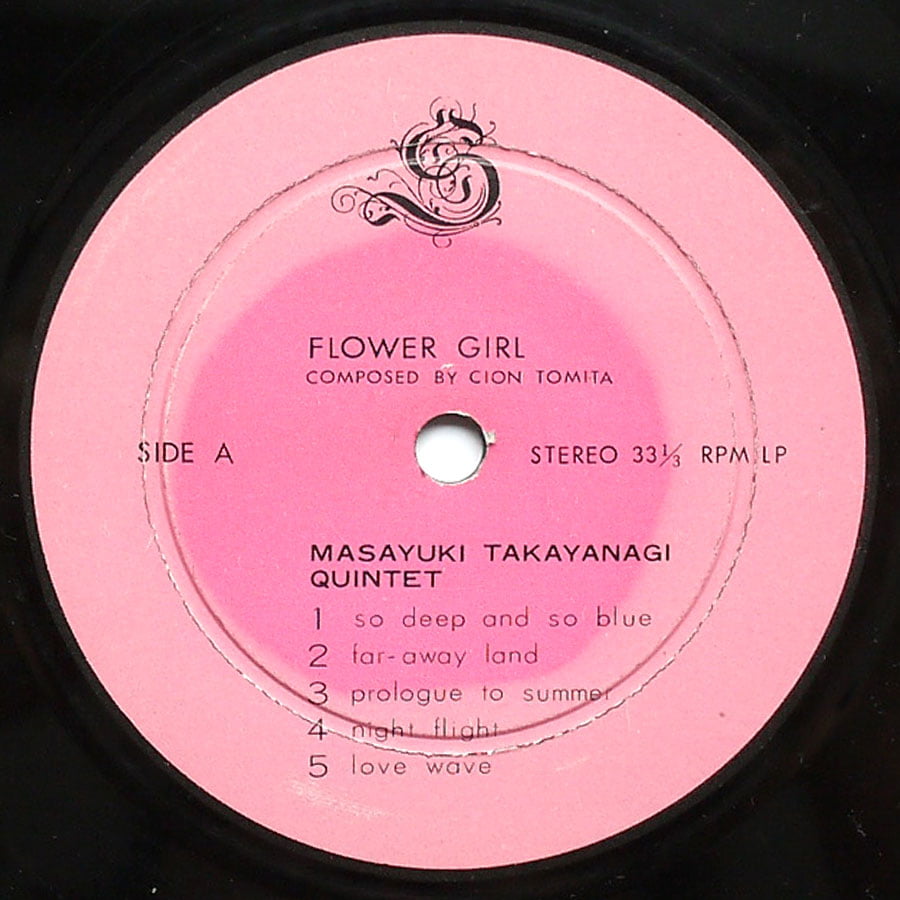 S
FLOWER GIRL
COMPOSED BY CION TOMITA
SIDE A
STEREO 33⅓ RPM LP
MASAYUKI TAKAYANAGI
QUINTET
1 so deep and so blue
2 far-away land
3 prologue to summer
4 night flight
5 love wave